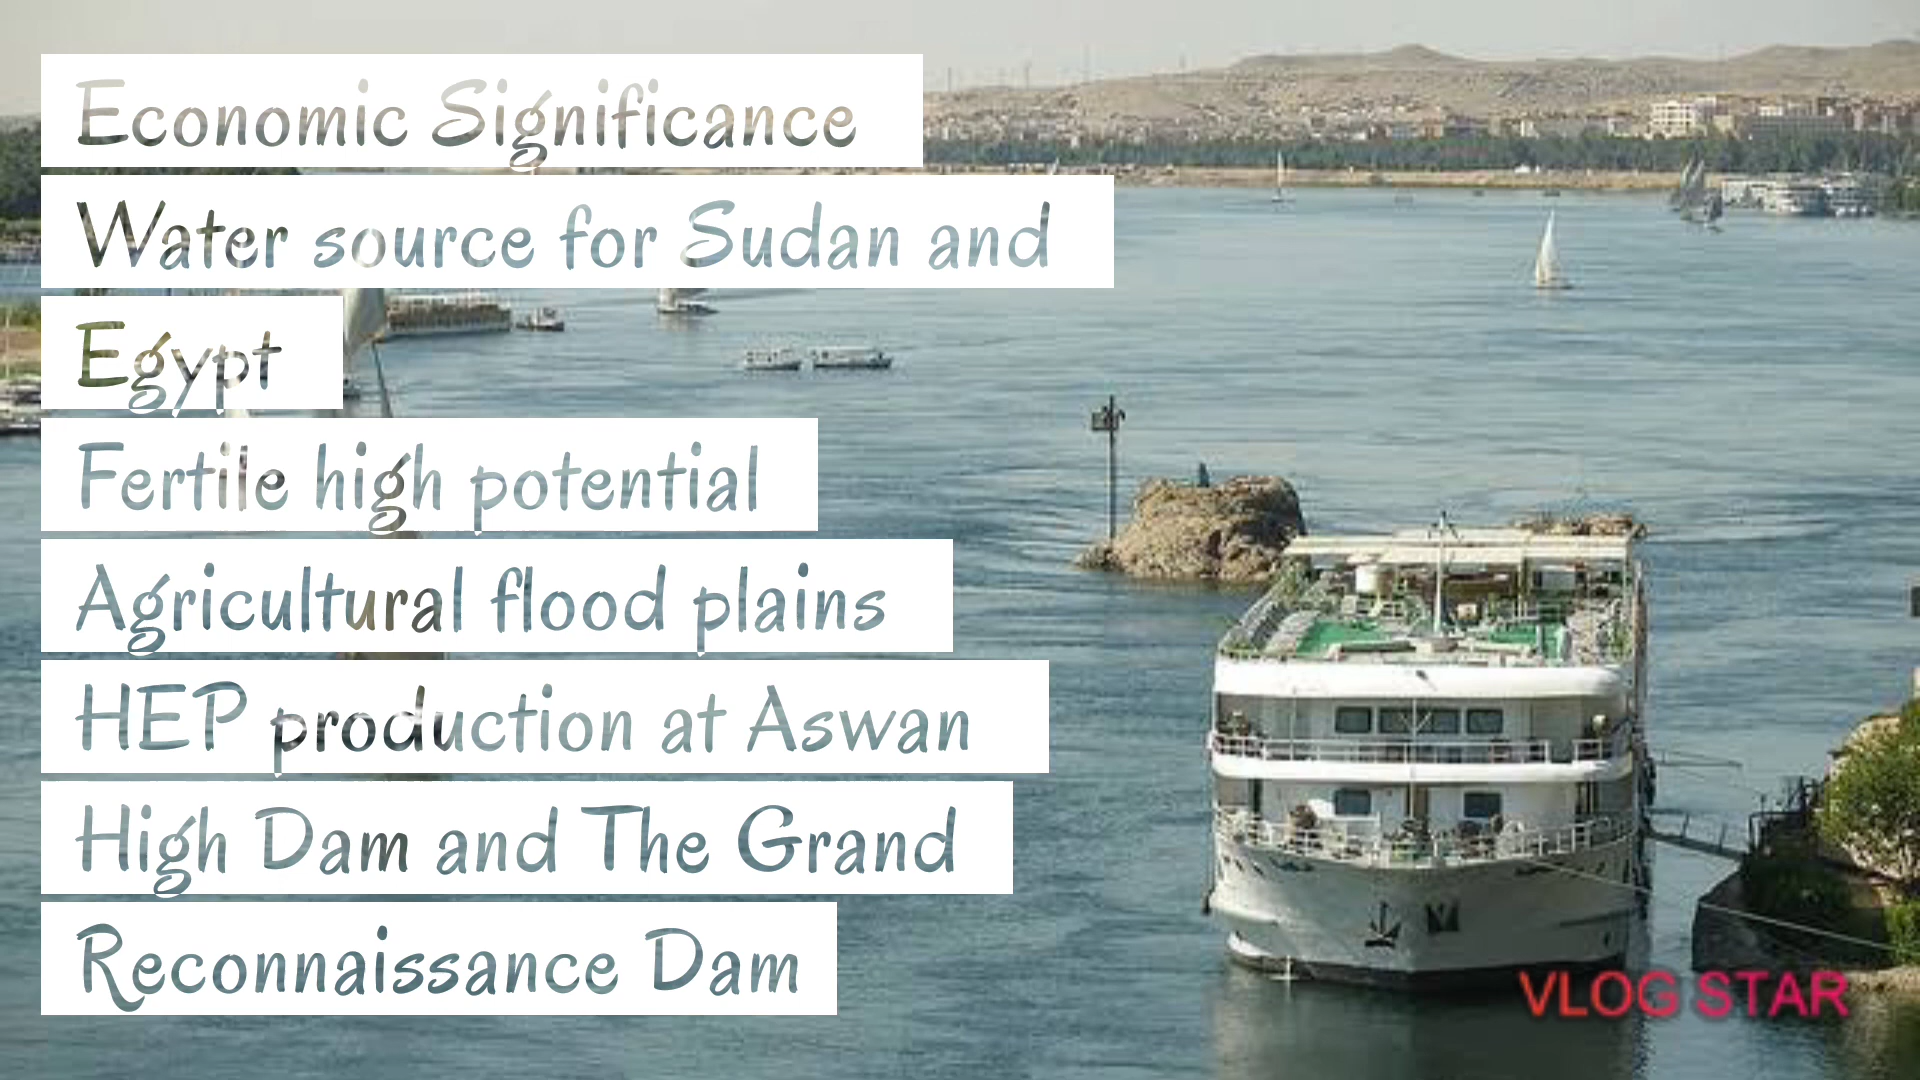 Economic Significance
Water source for Sudan and
Egypt
Fertile high potential
Agricultural flood plains
HEP production at Aswan
High Dam and The Grand
Reconnaissance Dam
VLOG STAR